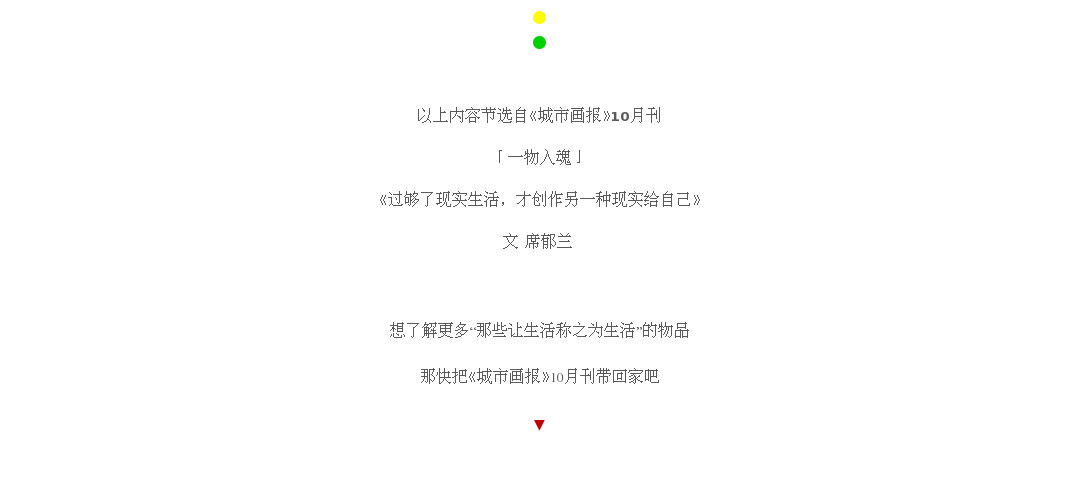 以上内容节选自《城市画报》10月刊
「一物入魂」
《过够了现实生活，才创作另一种现实给自己》
文 席郁兰
想了解更多“那些让生活称之为生活”的物品
那快把《城市画报》10月刊带回家吧